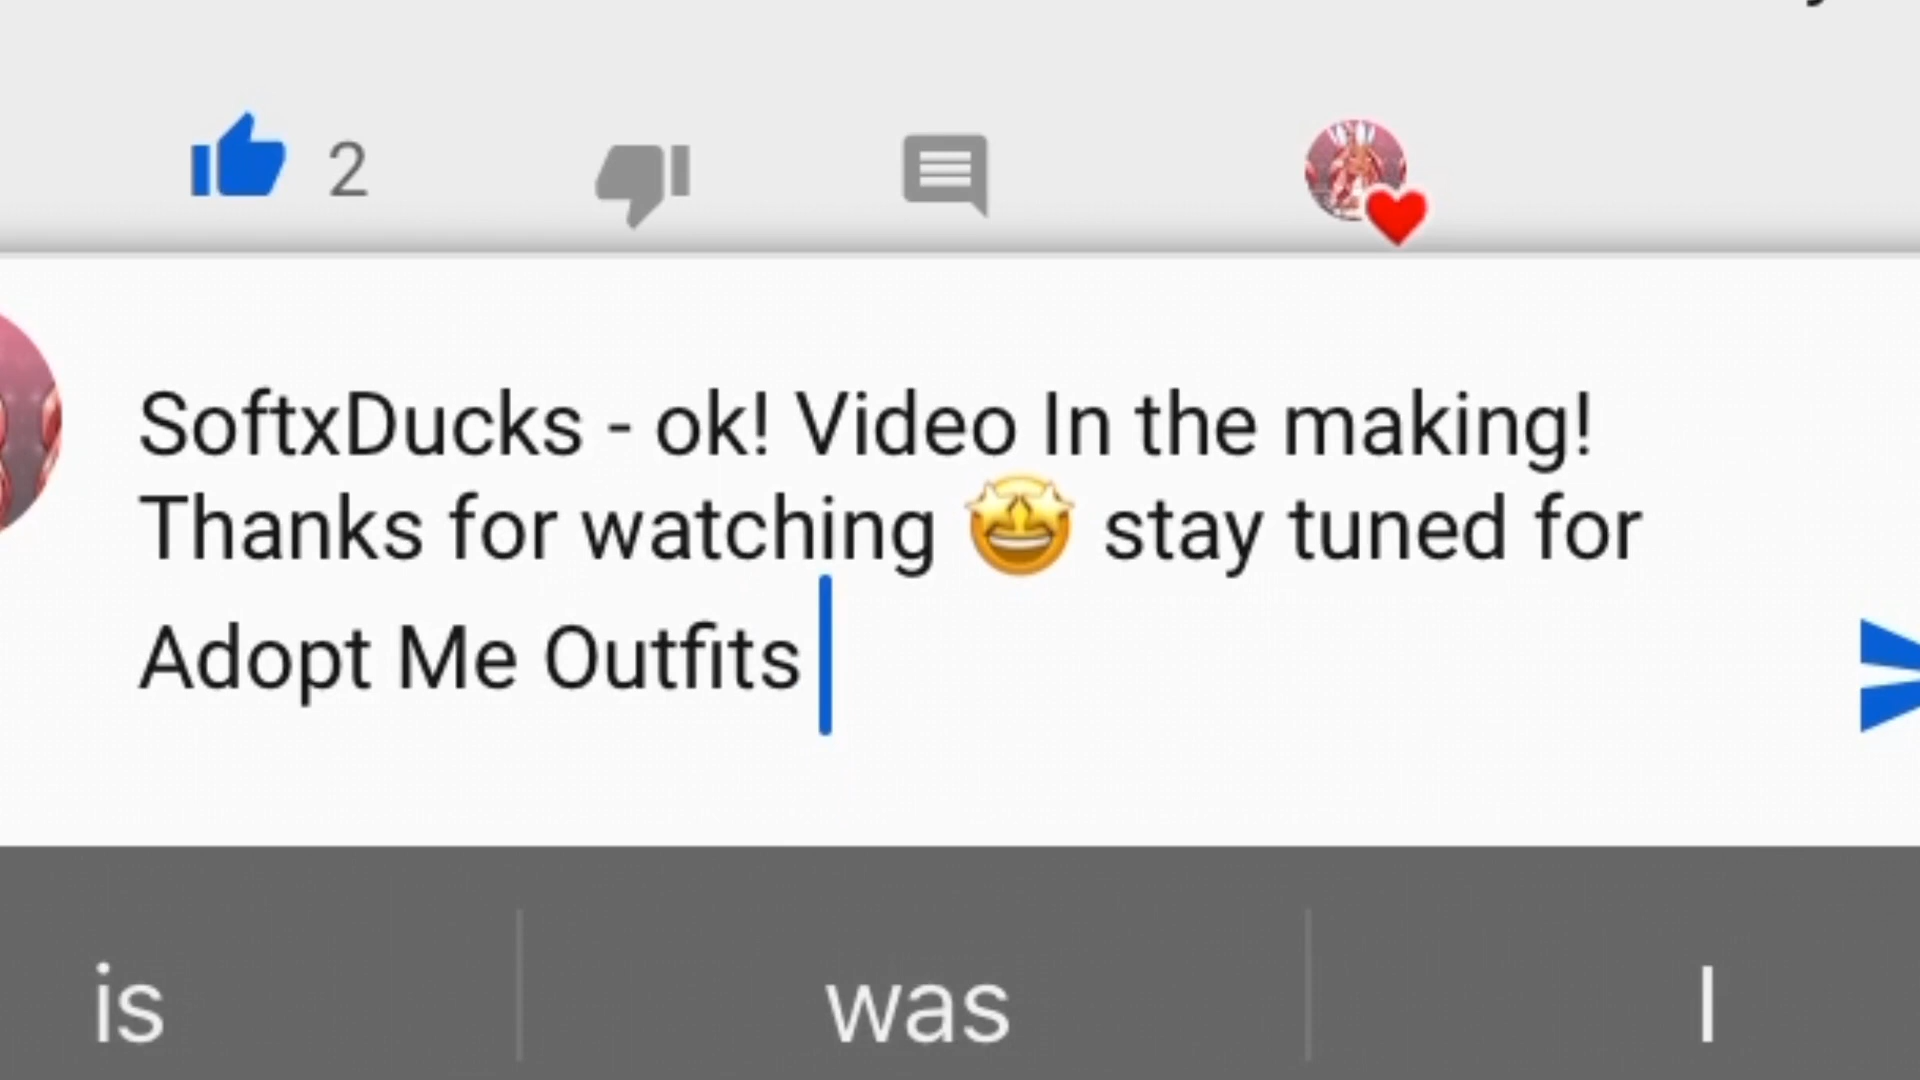 2
SoftxDucks - ok! Video In the making!
Thanks for watching 🤩 stay tuned for
Adopt Me Outfits
is was I